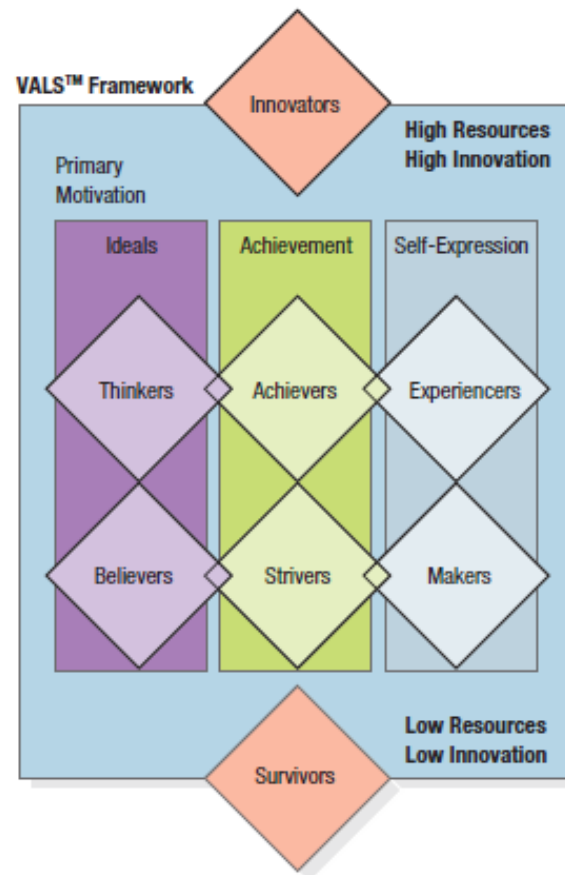 VALS™ Framework
Innovators
High Resources
High Innovation
Primary
Motivation
Ideals
Achievement
Self-Expression
Thinkers
Achievers
Experiencers
Believers
Strivers
Makers
Low Resources
Low Innovation
Survivors